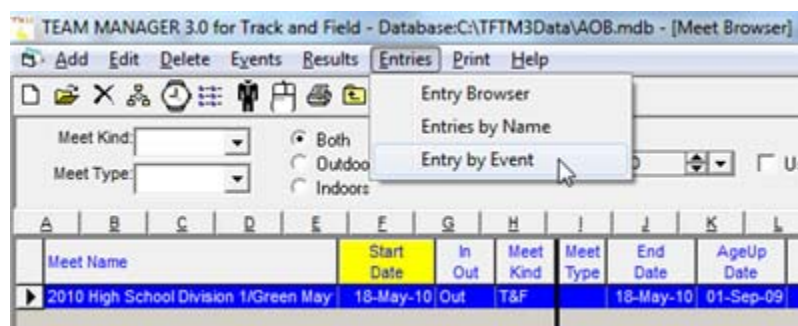 TEAM MANAGER 3.0 for Track and Field - Database:C:\TFTM3Data\AOB.mdb - [Meet Browser]
Add Edit Delete Events Results Entries Print Help
Entry Browser
Entries by Name
Entry by Event
Meet Kind:
Both
Meet Type:
Outdoo
Indoors
A B C D E F G H I J K L
Meet Name Start Date In Out Meet Kind Meet Type End Date AgeUp Date
2010 High School Division 1/Green May 18-May-10 Out T&F 18-May-10 01-Sep-09